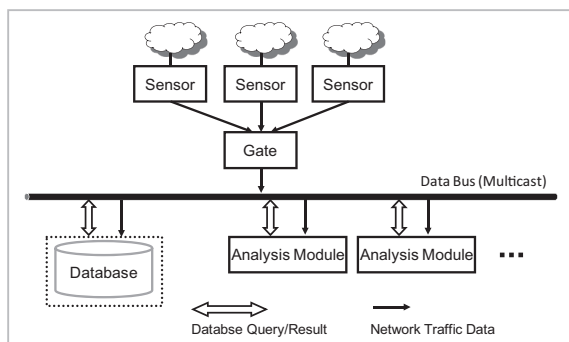 Sensor Sensor Sensor
Gate
Data Bus (Multicast)
Database
Analysis Module Analysis Module
Databse Query/Result Network Traffic Data